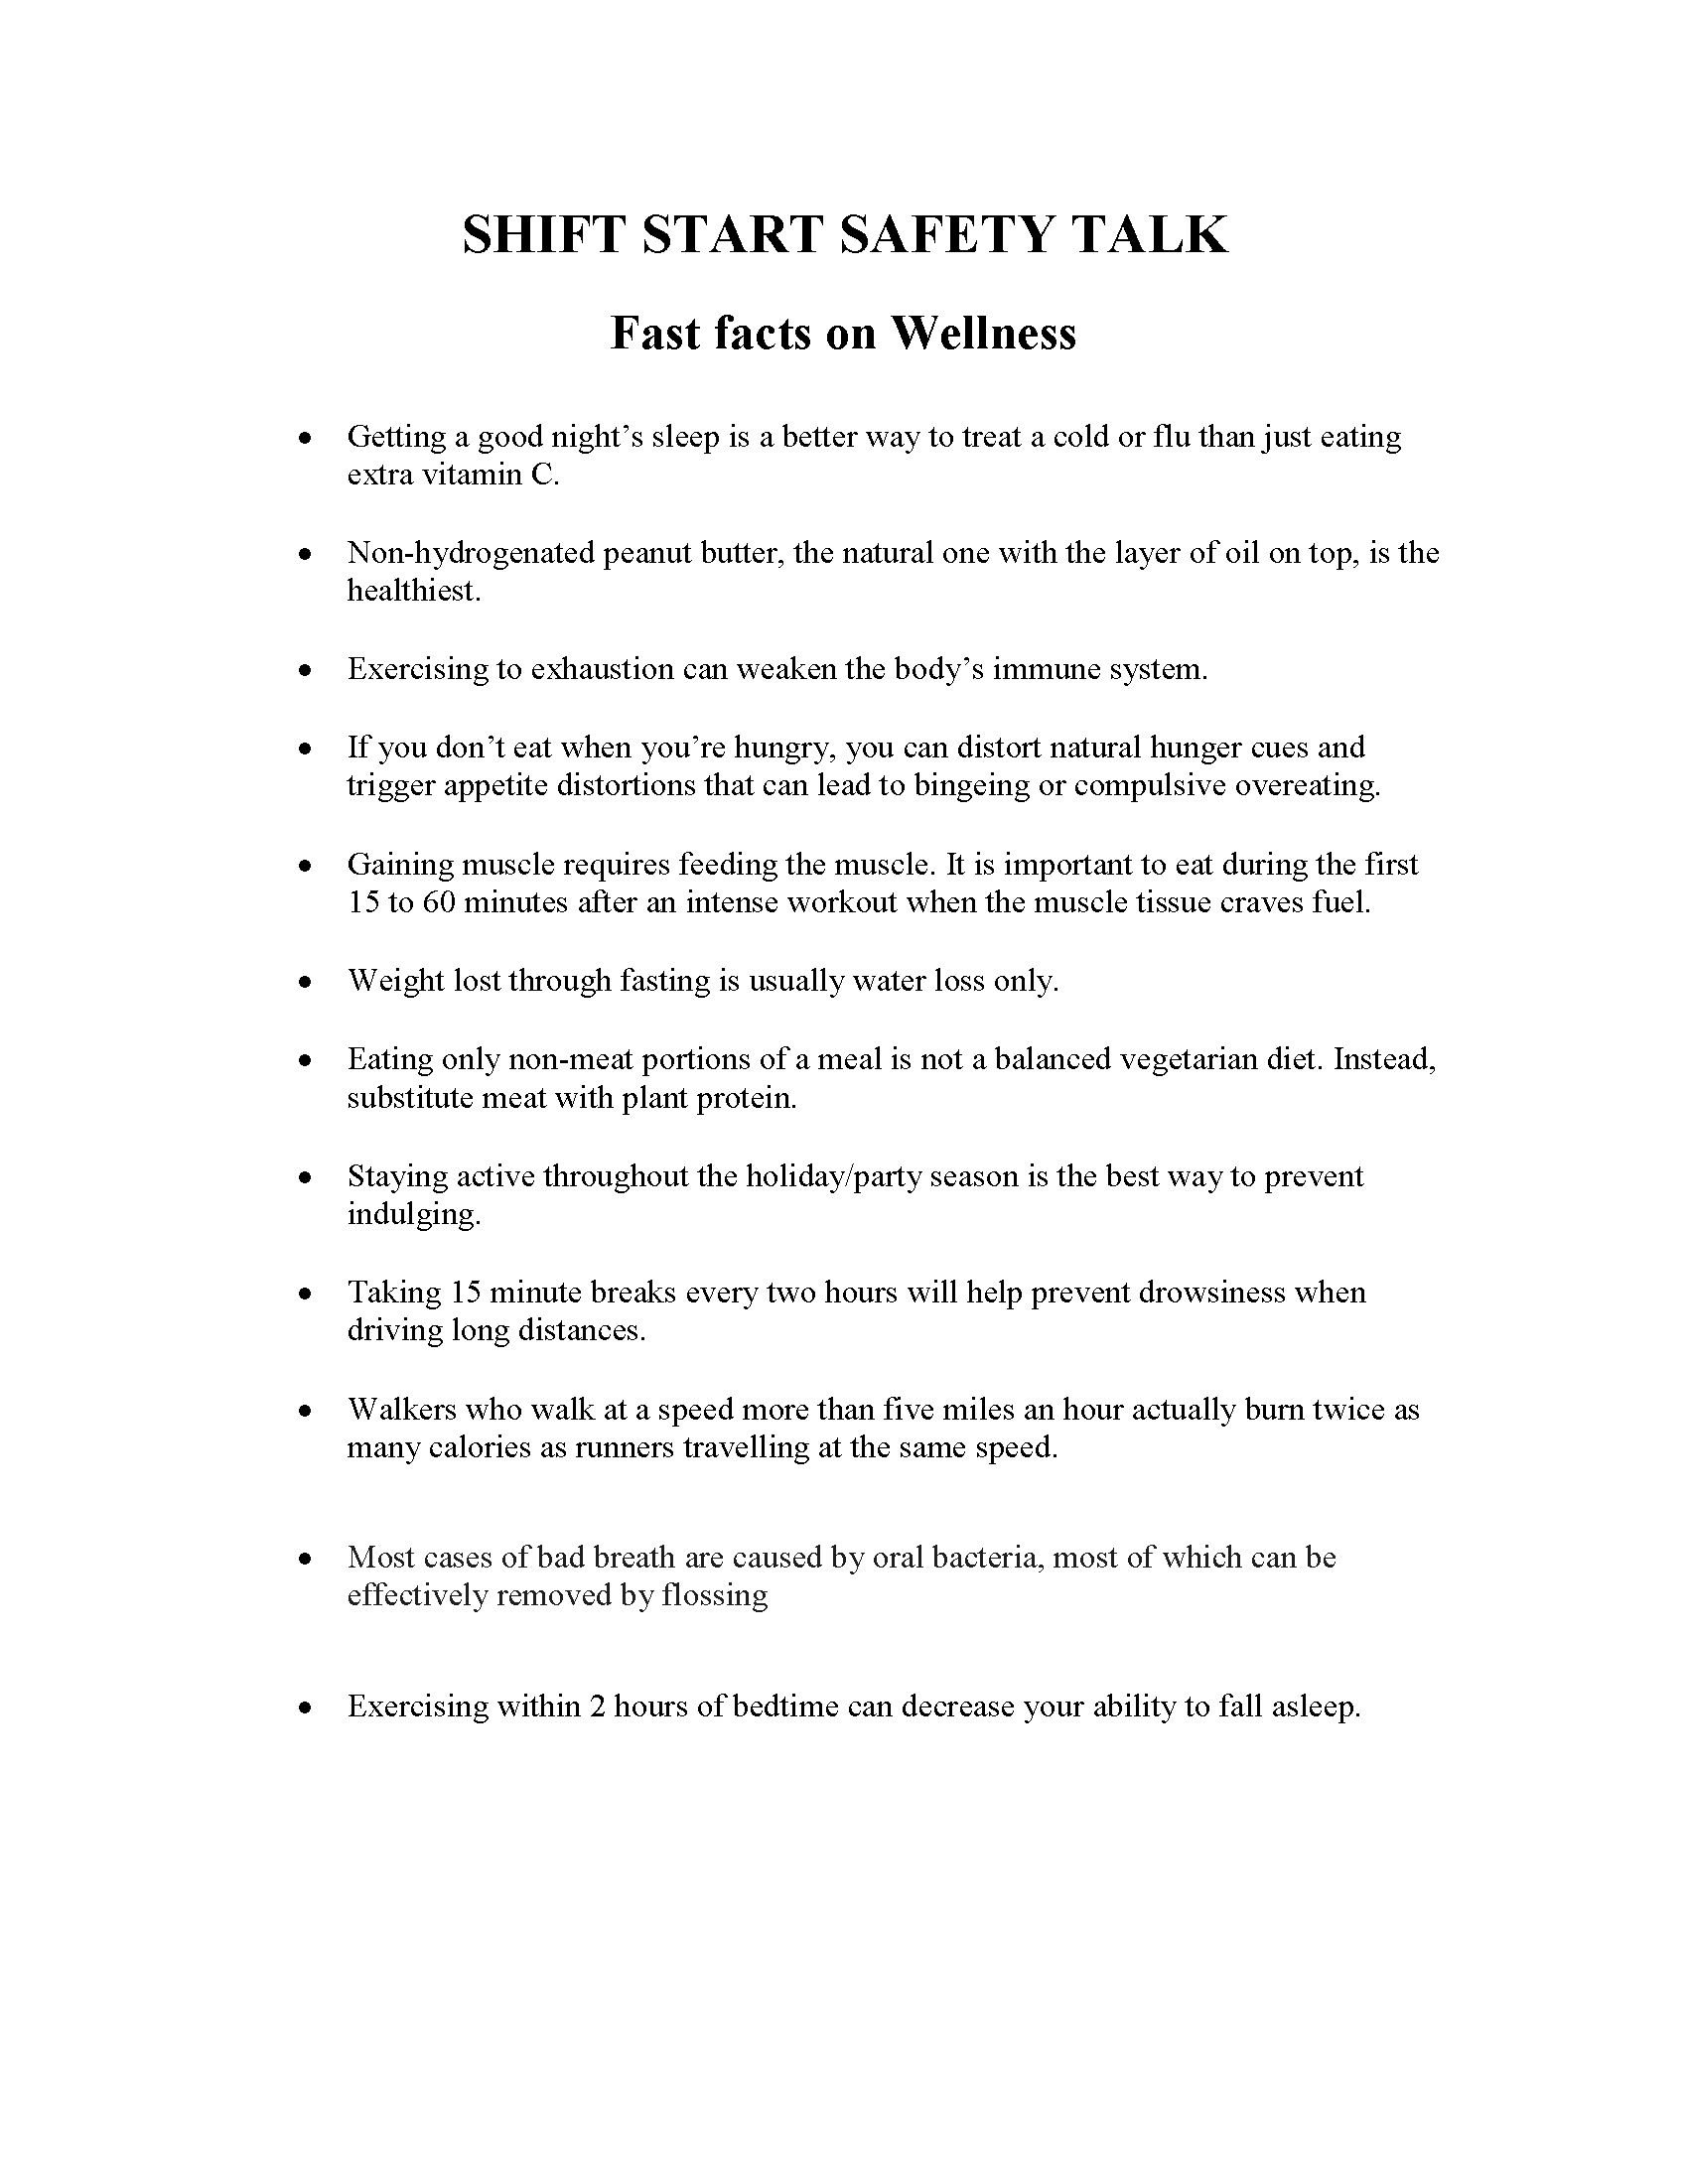 SHIFT START SAFETY TALK
Fast facts on Wellness
• Getting a good night’s sleep is a better way to treat a cold or flu than just eating
extra vitamin C.
• Non-hydrogenated peanut butter, the natural one with the layer of oil on top, is the
healthiest.
• Exercising to exhaustion can weaken the body’s immune system.
• If you don’t eat when you’re hungry, you can distort natural hunger cues and
trigger appetite distortions that can lead to bingeing or compulsive overeating.
• Gaining muscle requires feeding the muscle. It is important to eat during the first
15 to 60 minutes after an intense workout when the muscle tissue craves fuel.
• Weight lost through fasting is usually water loss only.
• Eating only non-meat portions of a meal is not a balanced vegetarian diet. Instead,
substitute meat with plant protein.
• Staying active throughout the holiday/party season is the best way to prevent
indulging.
• Taking 15 minute breaks every two hours will help prevent drowsiness when
driving long distances.
• Walkers who walk at a speed more than five miles an hour actually burn twice as
many calories as runners travelling at the same speed.
• Most cases of bad breath are caused by oral bacteria, most of which can be
effectively removed by flossing
• Exercising within 2 hours of bedtime can decrease your ability to fall asleep.